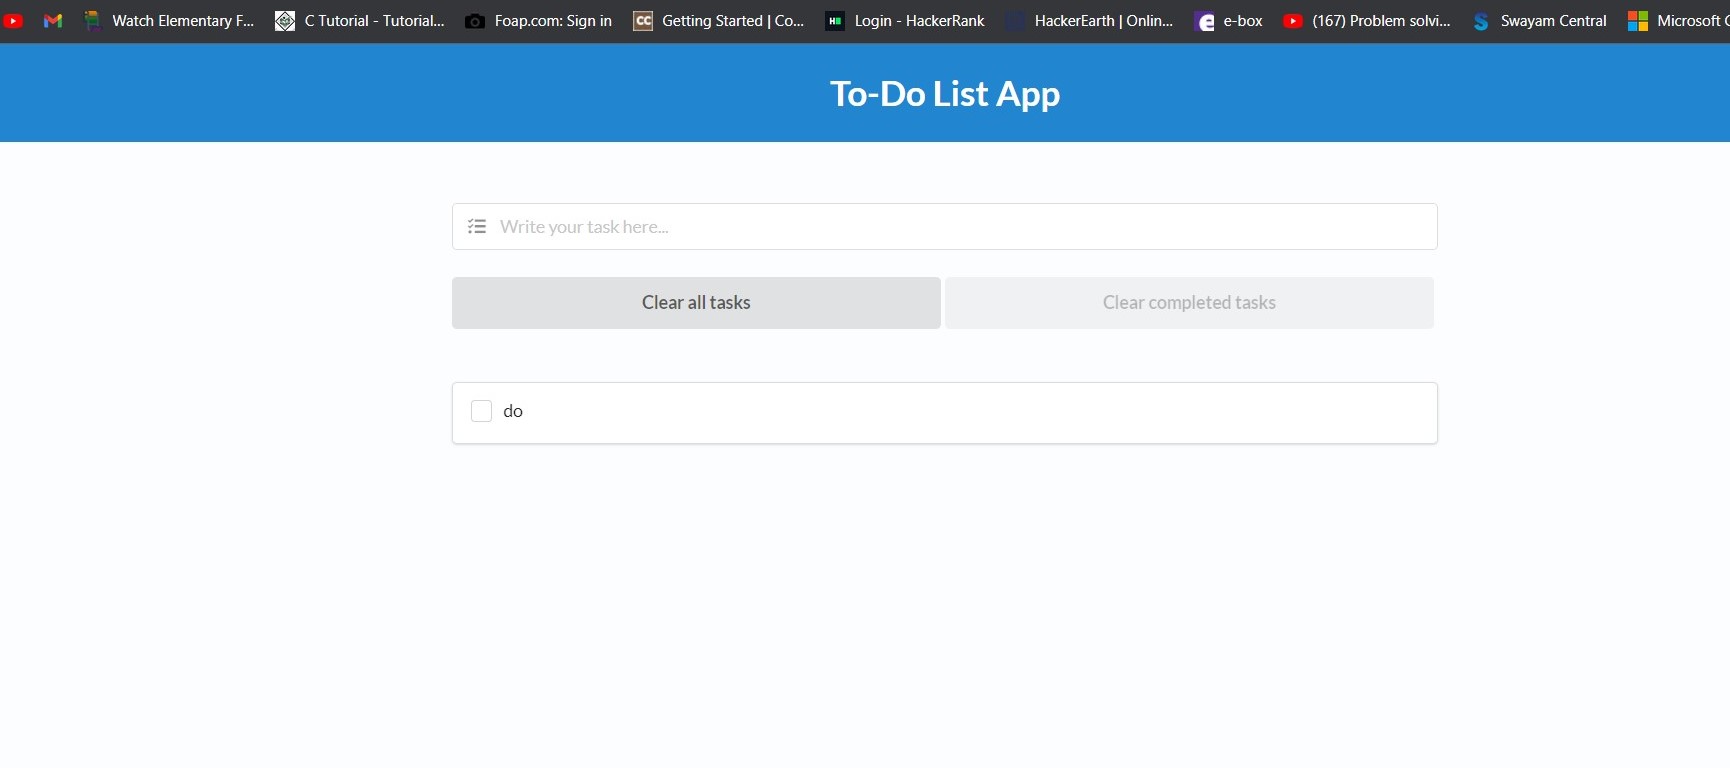 Watch Elementary F... C Tutorial - Tutorial... Foap.com: Sign in CC Getting Started | Co... H Login - HackerRank HackerEarth | Onlin... e e-box (167) Problem solvi... S Swayam Central Microsoft
To-Do List App
Write your task here...
Clear all tasks Clear completed tasks
do